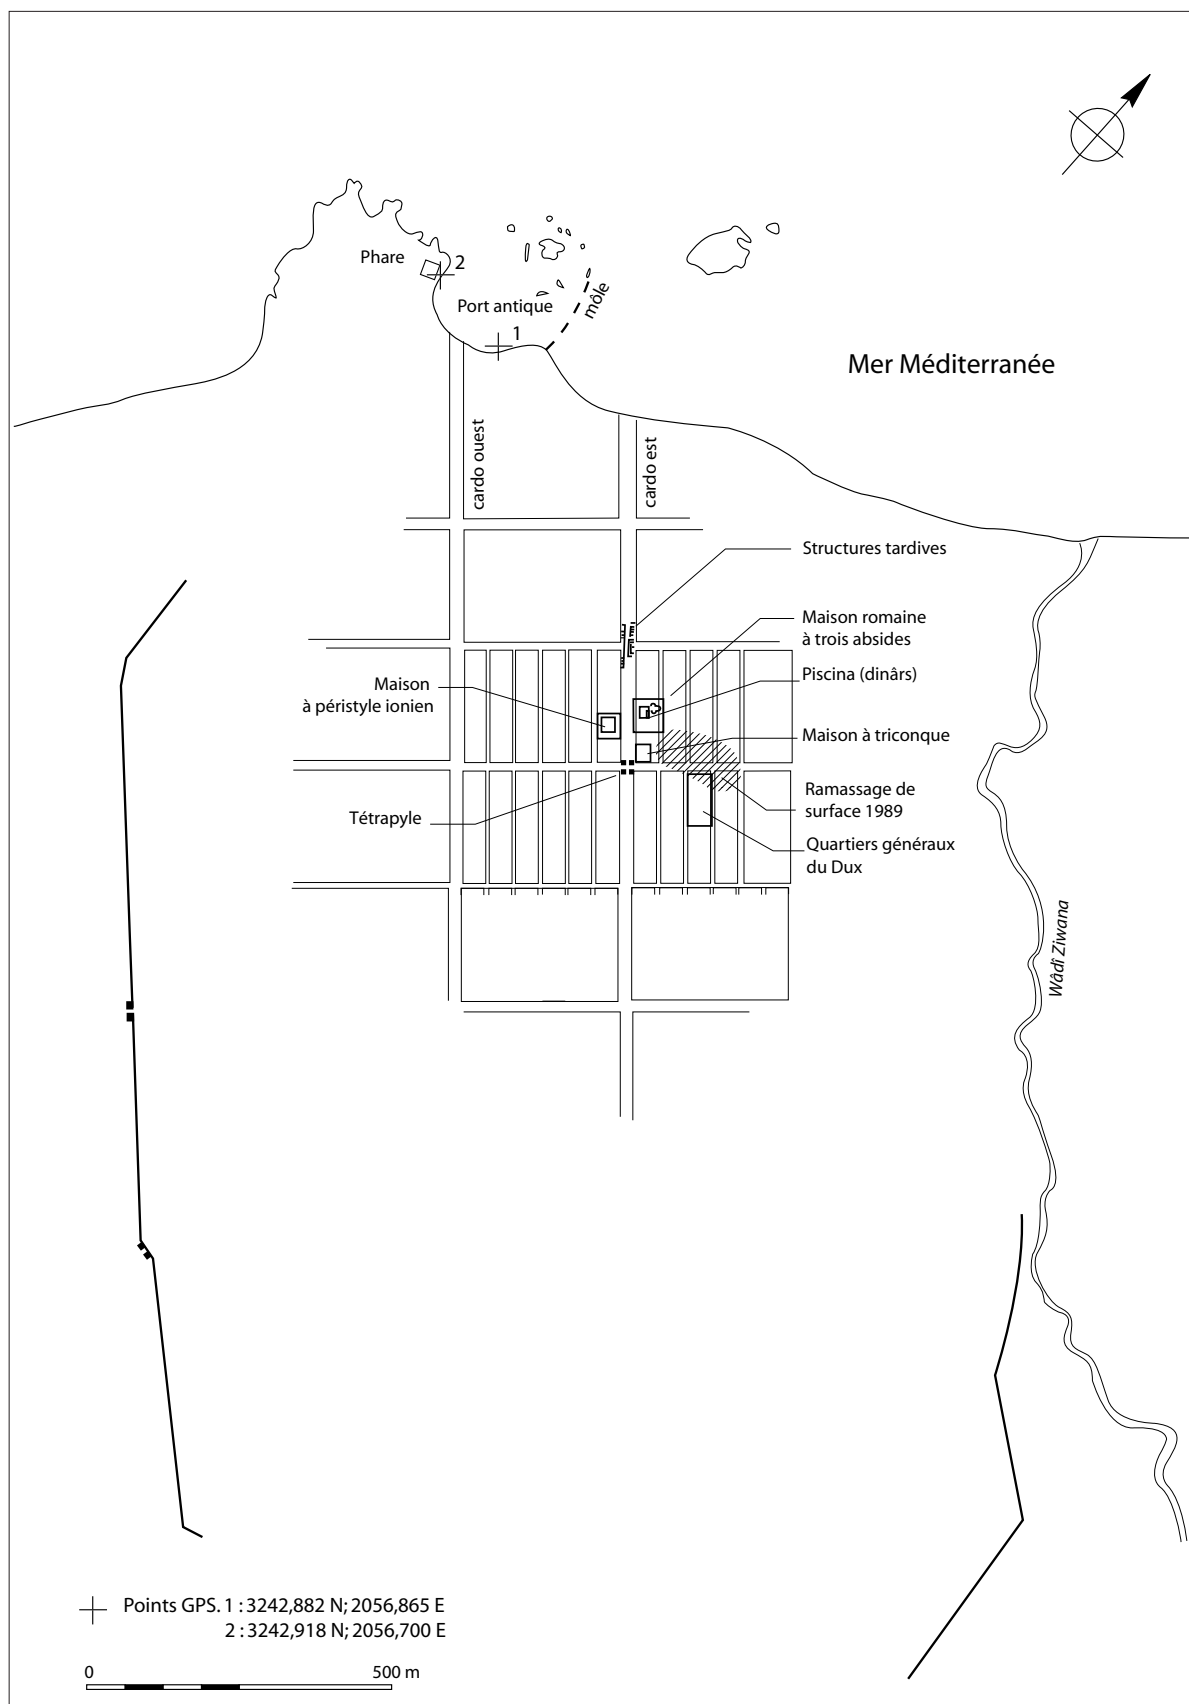 Phare
2
Port antique
1
môle
Mer Méditerranée
cardo ouest
cardo est
Structures tardives
Maison romaine
à trois absides
Piscina (dinârs)
Maison
à péristyle ionien
Maison à triconque
Ramassage de
surface 1989
Tétrapyle
Quartiers généraux
du Dux
Wâdî Ziwana
Points GPS. 1 : 3242,882 N; 2056,865 E
2 : 3242,918 N; 2056,700 E
0 500 m